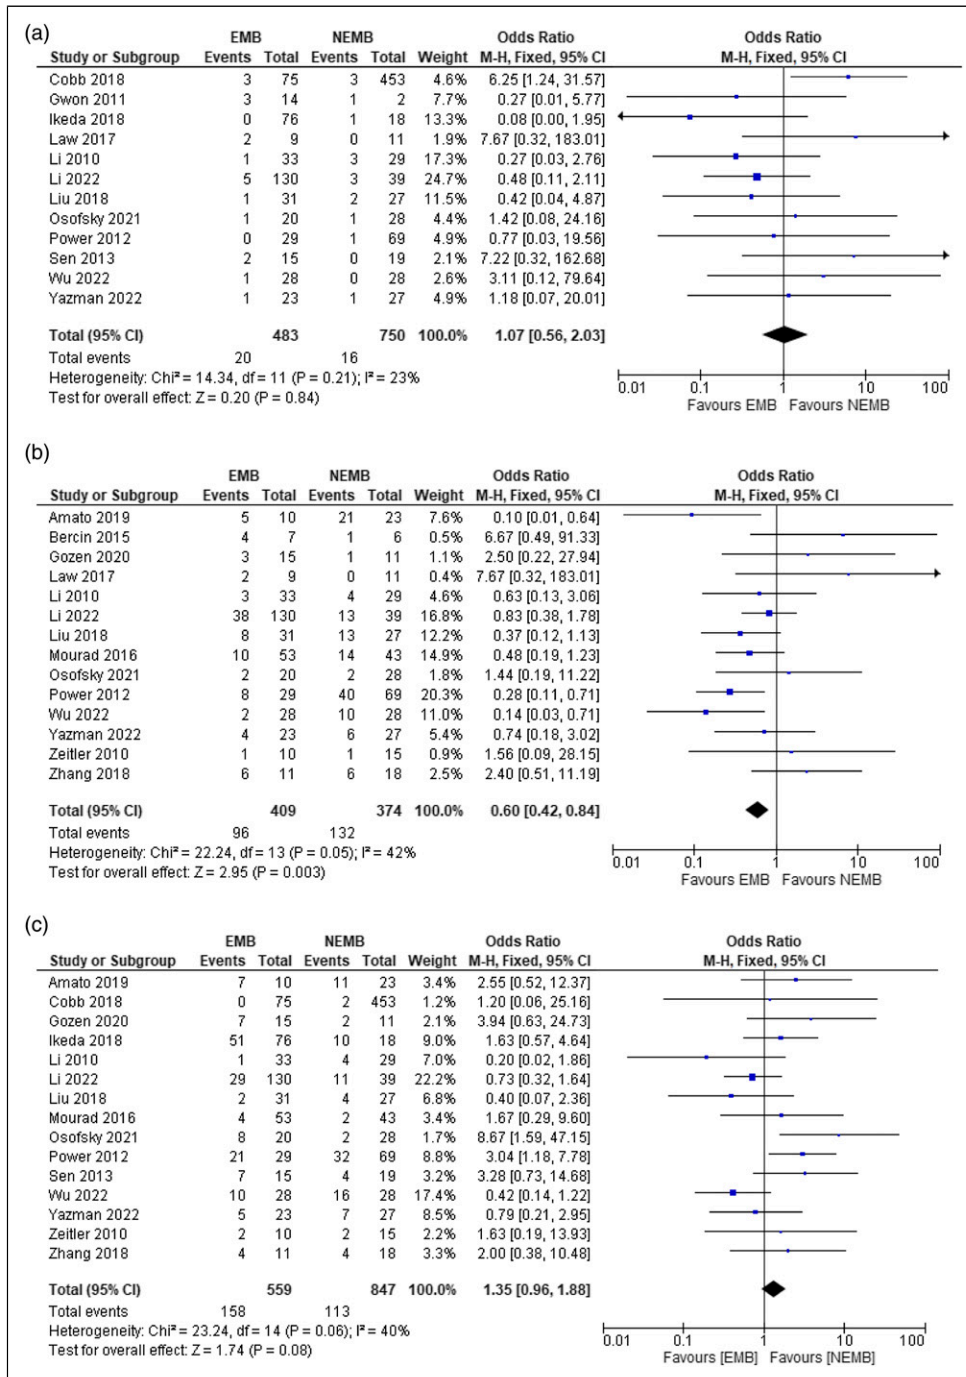 (a)
EMB NEMB Odds Ratio Odds Ratio
Study or Subgroup Events Total Events Total Weight M-H, Fixed, 95% CI M-H, Fixed, 95% CI
Cobb 2018 3 75 3 453 4.6% 6.25 [1.24, 31.57]
Gwon 2011 3 14 1 2 7.7% 0.27 [0.01, 5.77]
Ikeda 2018 0 76 1 18 13.3% 0.08 [0.00, 1.95]
Law 2017 2 9 0 11 1.9% 7.67 [0.32, 183.01]
Li 2010 1 33 3 29 17.3% 0.27 [0.03, 2.76]
Li 2022 5 130 3 39 24.7% 0.48 [0.11, 2.11]
Liu 2018 1 31 2 27 11.5% 0.42 [0.04, 4.87]
Osofsky 2021 1 20 1 28 4.4% 1.42 [0.08, 24.16]
Power 2012 0 29 1 69 4.9% 0.77 [0.03, 19.56]
Sen 2013 2 15 0 19 2.1% 7.22 [0.32, 162.68]
Wu 2022 1 28 0 28 2.6% 3.11 [0.12, 79.64]
Yazman 2022 1 23 1 27 4.9% 1.18 [0.07, 20.01]
Total (95% CI) 483 750 100.0% 1.07 [0.56, 2.03]
Total events 20 16
Heterogeneity: Chi² = 14.34, df = 11 (P = 0.21); I² = 23%
Test for overall effect: Z = 0.20 (P = 0.84)
0.01 0.1 1 10 100
Favours EMB Favours NEMB
(b)
EMB NEMB Odds Ratio Odds Ratio
Study or Subgroup Events Total Events Total Weight M-H, Fixed, 95% CI M-H, Fixed, 95% CI
Amato 2019 5 10 21 23 7.6% 0.10 [0.01, 0.64]
Bercin 2015 4 7 1 6 0.5% 6.67 [0.49, 91.33]
Gozen 2020 3 15 1 11 1.1% 2.50 [0.22, 27.94]
Law 2017 2 9 0 11 0.4% 7.67 [0.32, 183.01]
Li 2010 3 33 4 29 4.6% 0.63 [0.13, 3.06]
Li 2022 38 130 13 39 16.8% 0.83 [0.38, 1.78]
Liu 2018 8 31 13 27 12.2% 0.37 [0.12, 1.13]
Mourad 2016 10 53 14 43 14.9% 0.48 [0.19, 1.23]
Osofsky 2021 2 20 2 28 1.8% 1.44 [0.19, 11.22]
Power 2012 8 29 40 69 20.3% 0.28 [0.11, 0.71]
Wu 2022 2 28 10 28 11.0% 0.14 [0.03, 0.71]
Yazman 2022 4 23 6 27 5.4% 0.74 [0.18, 3.02]
Zeitler 2010 1 10 1 15 0.9% 1.56 [0.09, 28.15]
Zhang 2018 6 11 6 18 2.5% 2.40 [0.51, 11.19]
Total (95% CI) 409 374 100.0% 0.60 [0.42, 0.84]
Total events 96 132
Heterogeneity: Chi² = 22.24, df = 13 (P = 0.05); I² = 42%
Test for overall effect: Z = 2.95 (P = 0.003)
0.01 0.1 1 10 100
Favours EMB Favours NEMB
(c)
EMB NEMB Odds Ratio Odds Ratio
Study or Subgroup Events Total Events Total Weight M-H, Fixed, 95% CI M-H, Fixed, 95% CI
Amato 2019 7 10 11 23 3.4% 2.55 [0.52, 12.37]
Cobb 2018 0 75 2 453 1.2% 1.20 [0.06, 25.16]
Gozen 2020 7 15 2 11 2.1% 3.94 [0.63, 24.73]
Ikeda 2018 51 76 10 18 9.0% 1.63 [0.57, 4.64]
Li 2010 1 33 4 29 7.0% 0.20 [0.02, 1.86]
Li 2022 29 130 11 39 22.2% 0.73 [0.32, 1.64]
Liu 2018 2 31 4 27 6.8% 0.40 [0.07, 2.36]
Mourad 2016 4 53 2 43 3.4% 1.67 [0.29, 9.60]
Osofsky 2021 8 20 2 28 1.7% 8.67 [1.59, 47.15]
Power 2012 21 29 32 69 8.8% 3.04 [1.18, 7.78]
Sen 2013 7 15 4 19 3.2% 3.28 [0.73, 14.68]
Wu 2022 10 28 16 28 17.4% 0.42 [0.14, 1.22]
Yazman 2022 5 23 7 27 8.5% 0.79 [0.21, 2.95]
Zeitler 2010 2 10 2 15 2.2% 1.63 [0.19, 13.93]
Zhang 2018 4 11 4 18 3.3% 2.00 [0.38, 10.48]
Total (95% CI) 559 847 100.0% 1.35 [0.96, 1.88]
Total events 158 113
Heterogeneity: Chi² = 23.24, df = 14 (P = 0.06); I² = 40%
Test for overall effect: Z = 1.74 (P = 0.08)
0.01 0.1 1 10 100
Favours [EMB] Favours [NEMB]